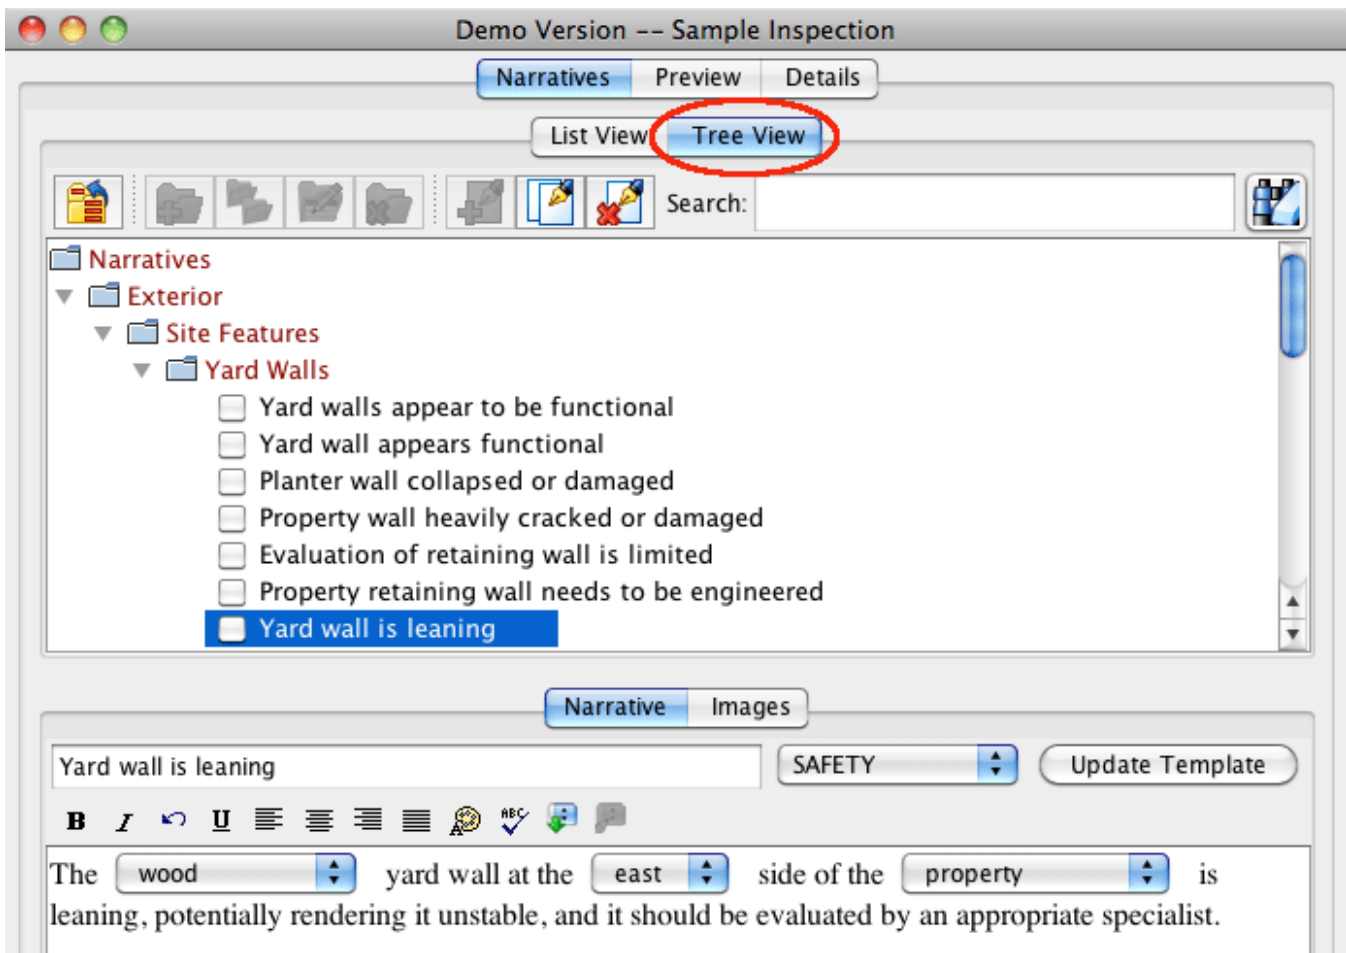 Demo Version -- Sample Inspection
Narratives Preview Details
List View Tree View
Search:
Narratives
Exterior
Site Features
Yard Walls
Yard walls appear to be functional
Yard wall appears functional
Planter wall collapsed or damaged
Property wall heavily cracked or damaged
Evaluation of retaining wall is limited
Property retaining wall needs to be engineered
Yard wall is leaning
Narrative Images
Yard wall is leaning SAFETY Update Template
B I U A ABC
The wood yard wall at the east side of the property is
leaning, potentially rendering it unstable, and it should be evaluated by an appropriate specialist.